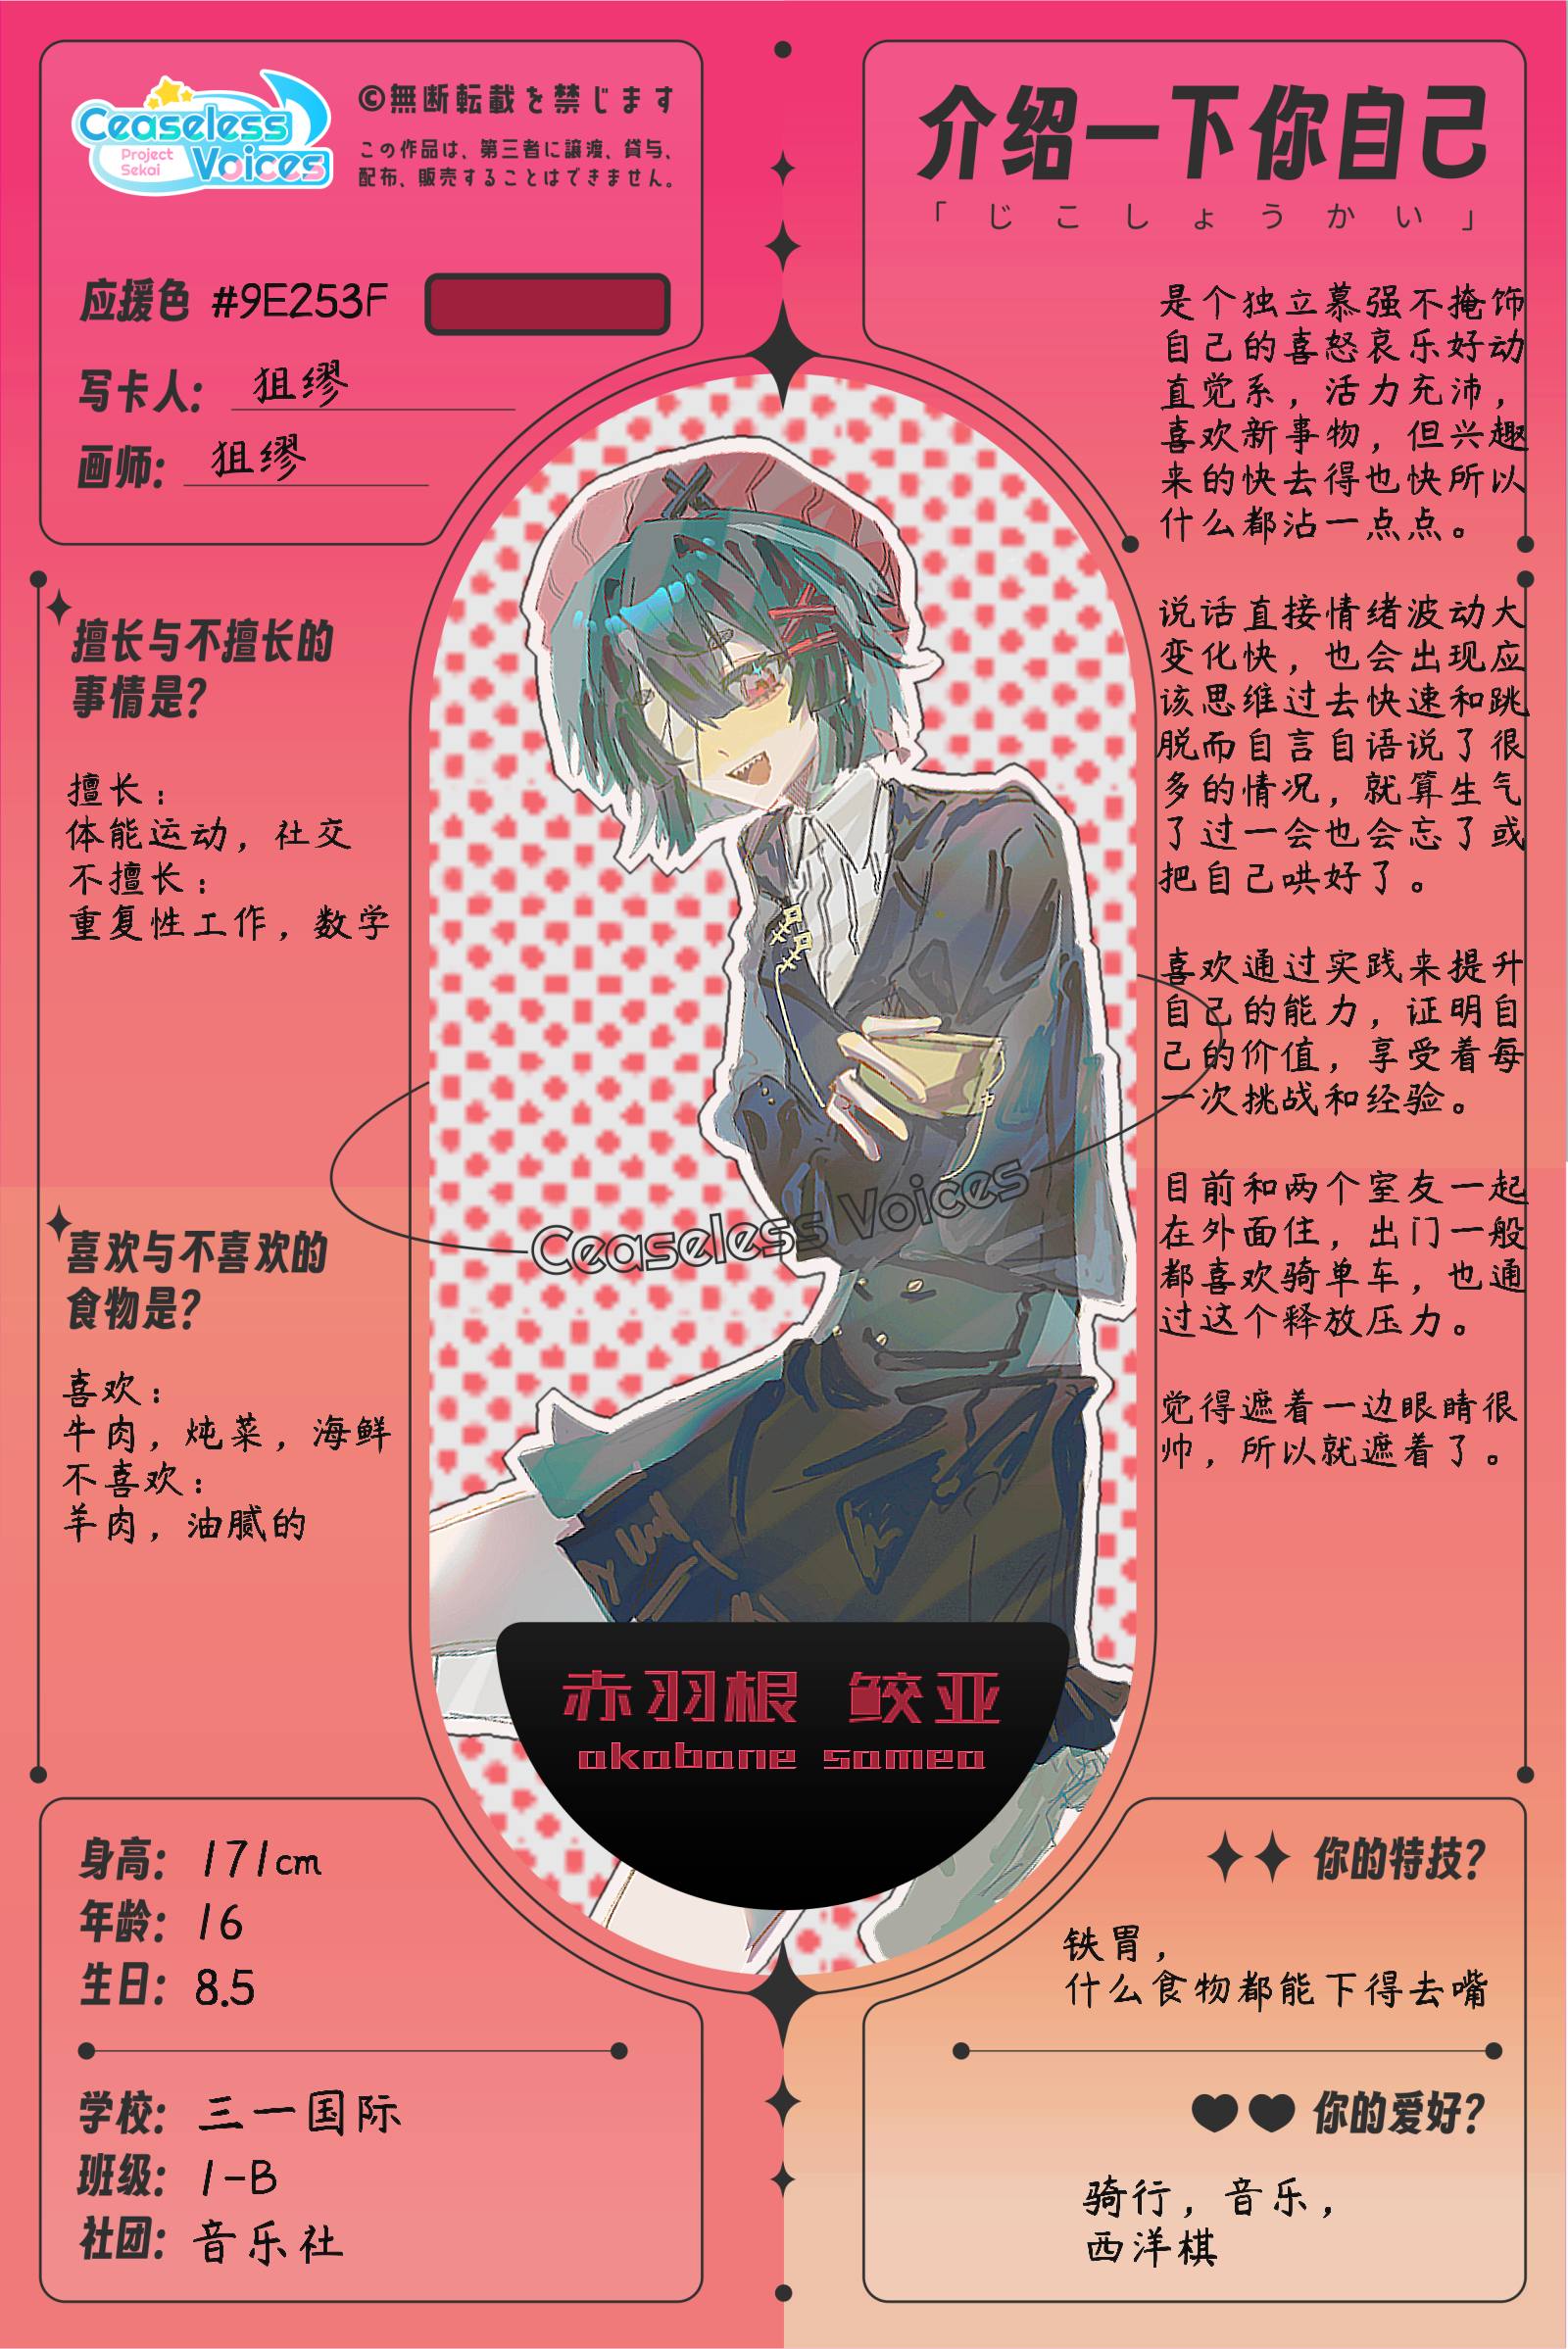 Ceaseless
Voices
Project
Sekai
©無断転載を禁じます
この作品は、第三者に譲渡、貸与、
配布、販売することはできません。
应援色 #9E253F
写卡人: 狙缪
画师: 狙缪
介绍一下你自己
「じこしょうかい」
是个独立慕强不掩饰
自己的喜怒哀乐好动
直觉系，活力充沛，
喜欢新事物，但兴趣
来的快去得也快所以
什么都沾一点点。
说话直接情绪波动大
变化快，也会出现应
该思维过去快速和跳
脱而自言自语说了很
多的情况，就算生气
了过一会也会忘了或
把自己哄好了。
喜欢通过实践来提升
自己的能力，证明自
己的价值，享受着每
一次挑战和经验。
目前和两个室友一起
在外面住，出门一般
都喜欢骑单车，也通
过这个释放压力。
觉得遮着一边眼睛很
帅，所以就遮着了。
擅长与不擅长的
事情是?
擅长：
体能运动，社交
不擅长：
重复性工作，数学
喜欢与不喜欢的
食物是?
喜欢：
牛肉，炖菜，海鲜
不喜欢：
羊肉，油腻的
Ceaseless Voices
赤羽根 鲛亚
akabane samea
身高: 171cm
年龄: 16
生日: 8.5
学校: 三一国际
班级: 1-B
社团: 音乐社
你的特技?
铁胃，
什么食物都能下得去嘴
你的爱好?
骑行，音乐，
西洋棋